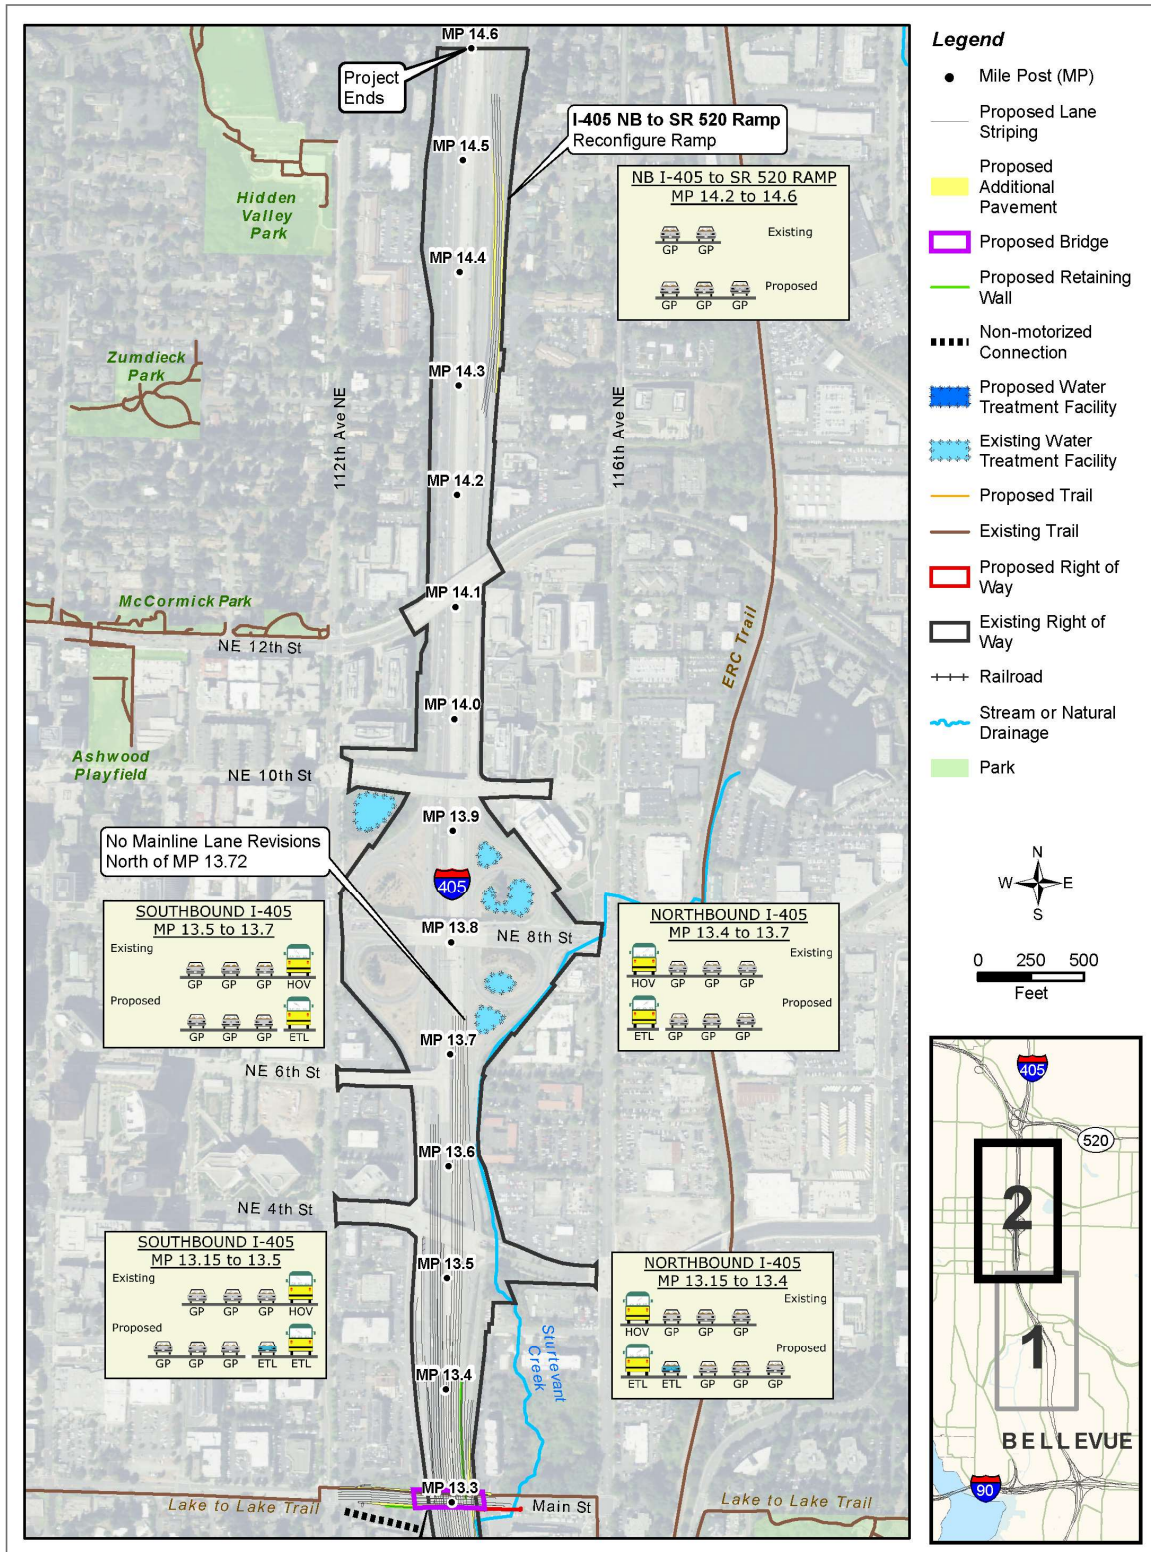 MP 14.6
Project
Ends
I-405 NB to SR 520 Ramp
Reconfigure Ramp
MP 14.5
NB I-405 to SR 520 RAMP
MP 14.2 to 14.6
Existing
GP GP
Proposed
GP GP GP
Hidden
Valley
Park
MP 14.4
Zumdieck
Park
MP 14.3
112th Ave NE
116th Ave NE
MP 14.2
McCormick Park
MP 14.1
NE 12th St
ERC Trail
MP 14.0
Ashwood
Playfield
NE 10th St
MP 13.9
No Mainline Lane Revisions
North of MP 13.72
405
SOUTHBOUND I-405
MP 13.5 to 13.7
Existing
GP GP GP HOV
Proposed
GP GP GP ETL
MP 13.8
NE 8th St
NORTHBOUND I-405
MP 13.4 to 13.7
Existing
HOV GP GP GP
Proposed
ETL GP GP GP
MP 13.7
NE 6th St
MP 13.6
NE 4th St
SOUTHBOUND I-405
MP 13.15 to 13.5
Existing
GP GP GP HOV
Proposed
GP GP GP ETL ETL
MP 13.5
NORTHBOUND I-405
MP 13.15 to 13.4
Existing
HOV GP GP GP
Proposed
ETL ETL GP GP GP
Sturtevant
Creek
MP 13.4
MP 13.3
Lake to Lake Trail
Main St
Lake to Lake Trail
Legend
Mile Post (MP)
Proposed Lane
Striping
Proposed
Additional
Pavement
Proposed Bridge
Proposed Retaining
Wall
Non-motorized
Connection
Proposed Water
Treatment Facility
Existing Water
Treatment Facility
Proposed Trail
Existing Trail
Proposed Right of
Way
Existing Right of
Way
Railroad
Stream or Natural
Drainage
Park
N
W E
S
0 250 500
Feet
405
520
2
1
BELLEVUE
90